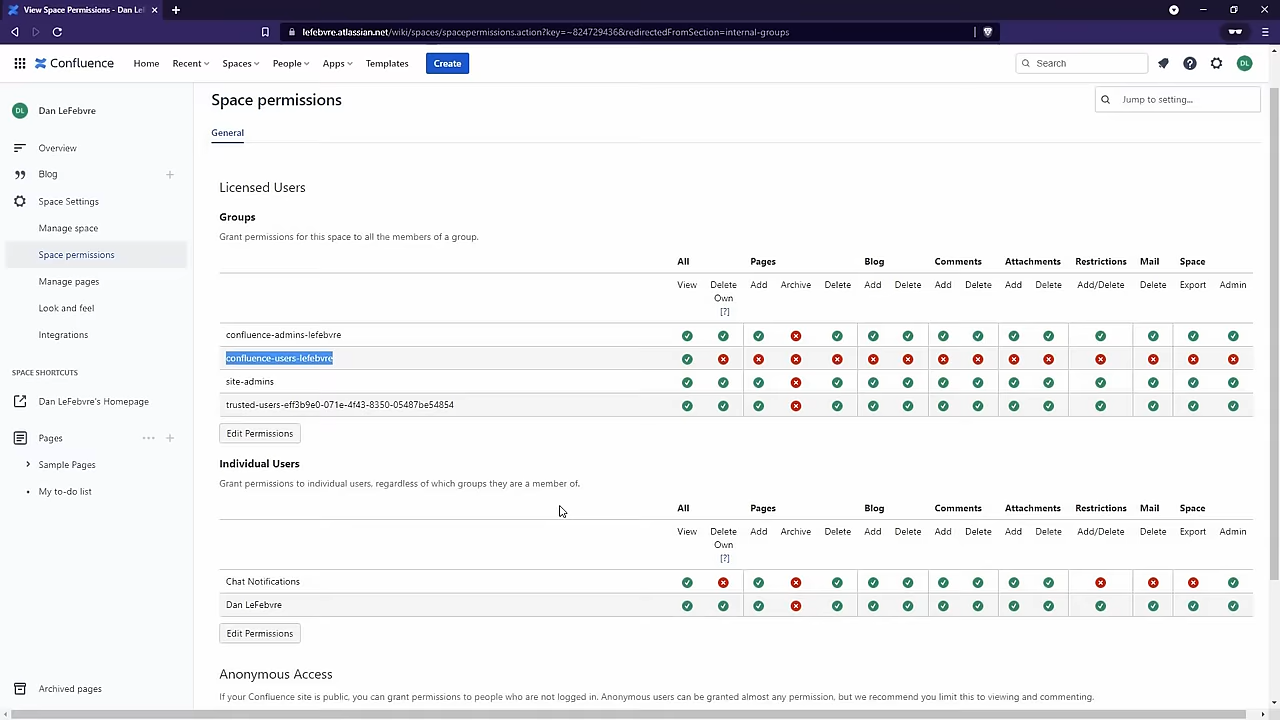 View Space Permissions - Dan Le
lefebvre.atlassian.net/wiki/spaces/spacepermissions.action?key=~824729436&redirectedFromSection=internal-groups
Confluence Home Recent Spaces People Apps Templates Create Search DL
DL Dan LeFebvre
Overview
Blog
Space Settings
Manage space
Space permissions
Manage pages
Look and feel
Integrations
SPACE SHORTCUTS
Dan LeFebvre's Homepage
Pages
Sample Pages
My to-do list
Archived pages
Space permissions
Jump to setting...
General
Licensed Users
Groups
Grant permissions for this space to all the members of a group.
All Pages Blog Comments Attachments Restrictions Mail Space
View Delete Own [?] Add Archive Delete Add Delete Add Delete Add Delete Add/Delete Delete Export Admin
confluence-admins-lefebvre
confluence-users-lefebvre
site-admins
trusted-users-eff3b9e0-071e-4f43-8350-05487be54854
Edit Permissions
Individual Users
Grant permissions to individual users, regardless of which groups they are a member of.
All Pages Blog Comments Attachments Restrictions Mail Space
View Delete Own [?] Add Archive Delete Add Delete Add Delete Add Delete Add/Delete Delete Export Admin
Chat Notifications
Dan LeFebvre
Edit Permissions
Anonymous Access
If your Confluence site is public, you can grant permissions to people who are not logged in. Anonymous users can be granted almost any permission, but we recommend you limit this to viewing and commenting.